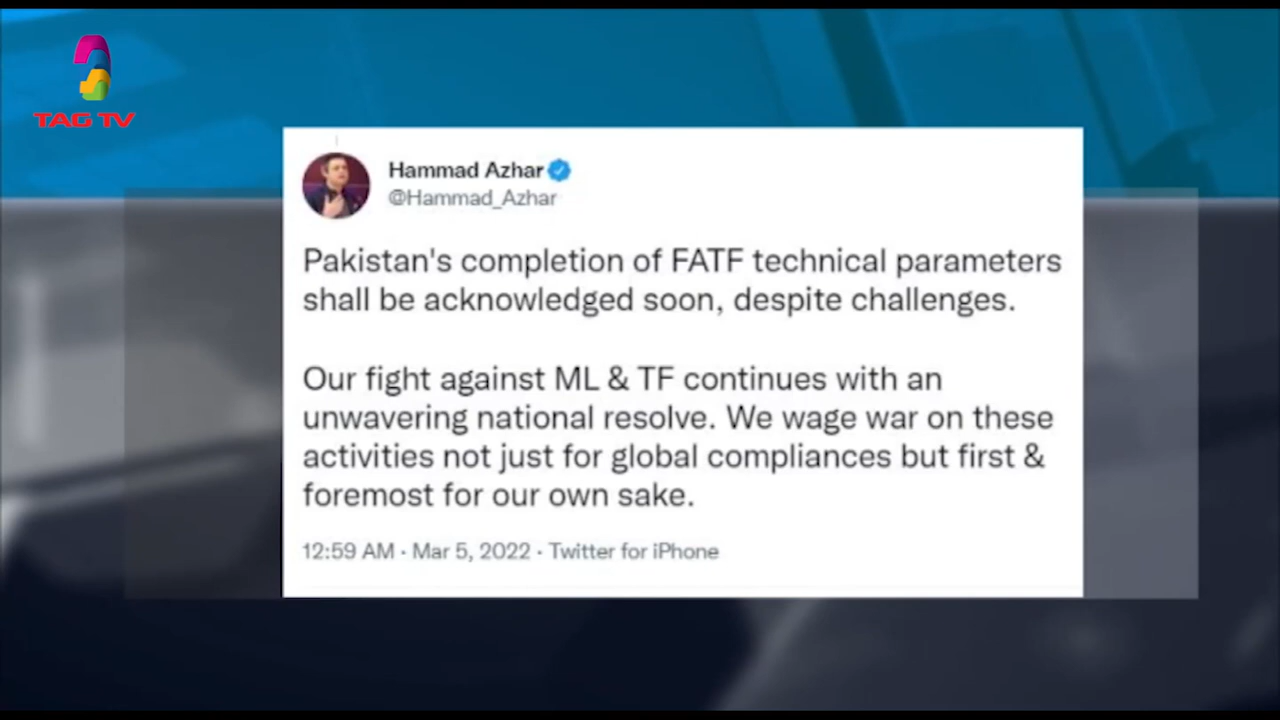 TAG TV
Hammad Azhar
@Hammad_Azhar
Pakistan's completion of FATF technical parameters
shall be acknowledged soon, despite challenges.
Our fight against ML & TF continues with an
unwavering national resolve. We wage war on these
activities not just for global compliances but first &
foremost for our own sake.
12:59 AM · Mar 5, 2022 · Twitter for iPhone